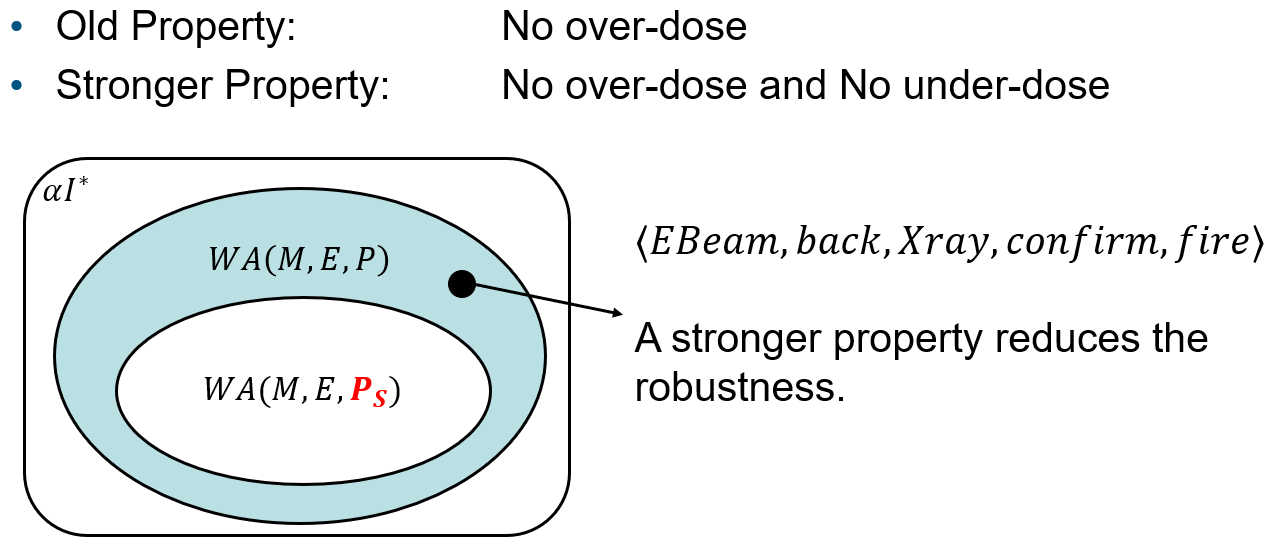 • Old Property: No over-dose
• Stronger Property: No over-dose and No under-dose
αI*
WA(M, E, P)
⟨EBeam, back, Xray, confirm, fire⟩
A stronger property reduces the
robustness.
WA(M, E, P_S)